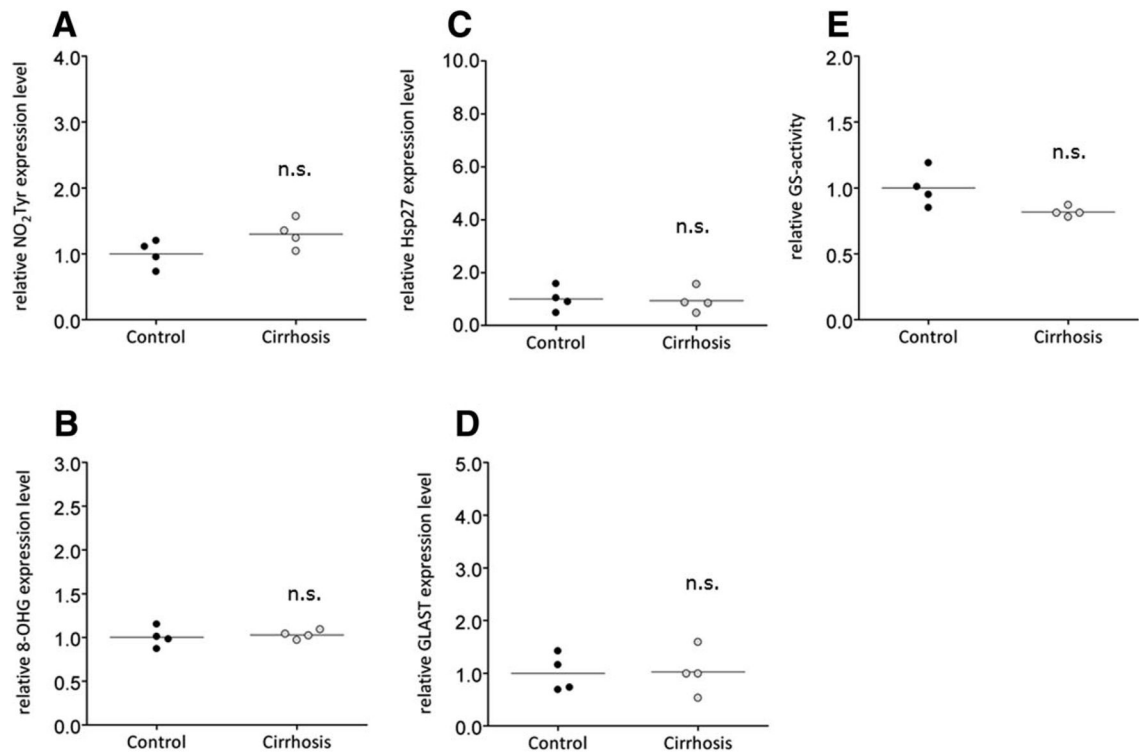 A
relative NO₂Tyr expression level
4.0
3.0
2.0
1.0
0.0
n.s.
Control
Cirrhosis
C
relative Hsp27 expression level
10.0
8.0
6.0
4.0
2.0
0.0
n.s.
Control
Cirrhosis
E
relative GS-activity
2.0
1.5
1.0
0.5
0.0
n.s.
Control
Cirrhosis
B
relative 8-OHG expression level
3.0
2.5
2.0
1.5
1.0
0.5
0.0
n.s.
Control
Cirrhosis
D
relative GLAST expression level
5.0
4.0
3.0
2.0
1.0
0.0
n.s.
Control
Cirrhosis